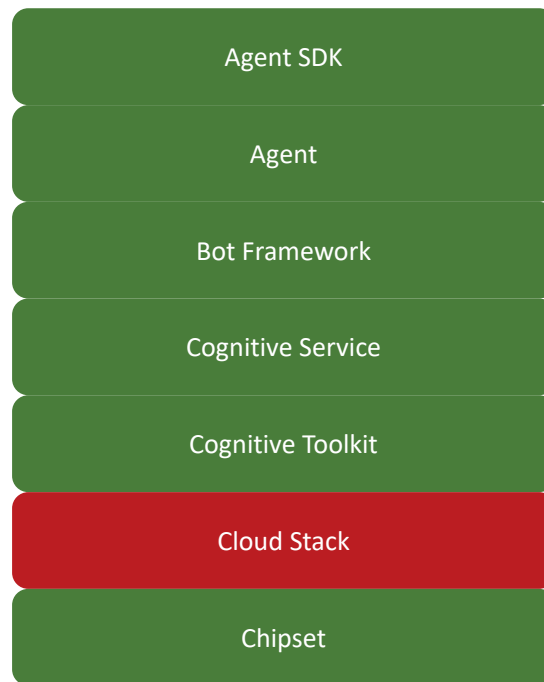 Agent SDK
Agent
Bot Framework
Cognitive Service
Cognitive Toolkit
Cloud Stack
Chipset